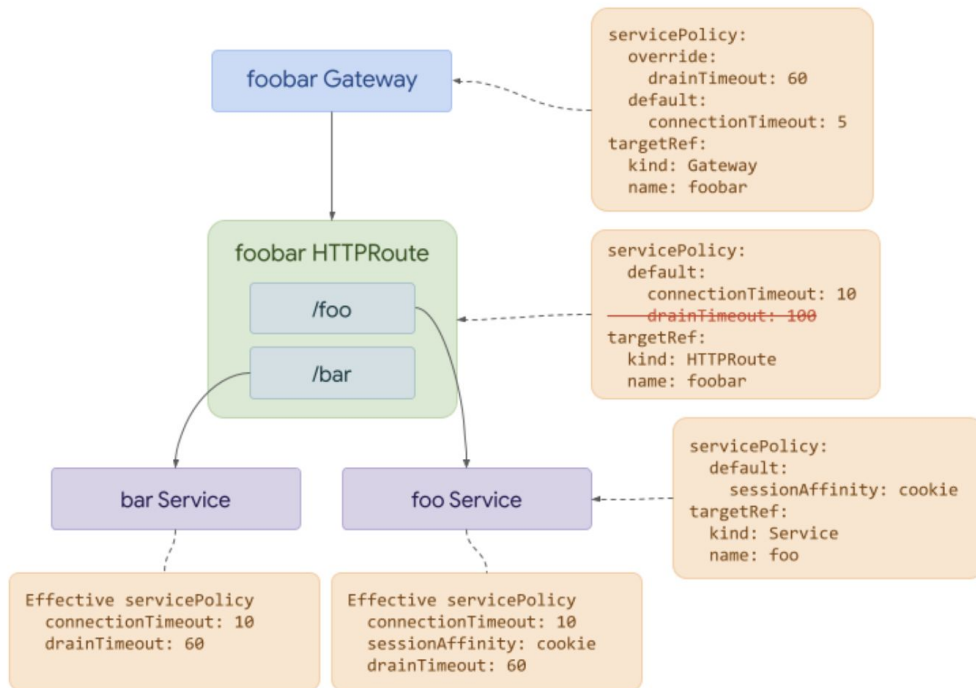 foobar Gateway
servicePolicy:
  override:
    drainTimeout: 60
  default:
    connectionTimeout: 5
targetRef:
  kind: Gateway
  name: foobar
foobar HTTPRoute
/foo
/bar
servicePolicy:
  default:
    connectionTimeout: 10
    drainTimeout: 100
targetRef:
  kind: HTTPRoute
  name: foobar
bar Service
foo Service
servicePolicy:
  default:
    sessionAffinity: cookie
targetRef:
  kind: Service
  name: foo
Effective servicePolicy
  connectionTimeout: 10
  drainTimeout: 60
Effective servicePolicy
  connectionTimeout: 10
  sessionAffinity: cookie
  drainTimeout: 60